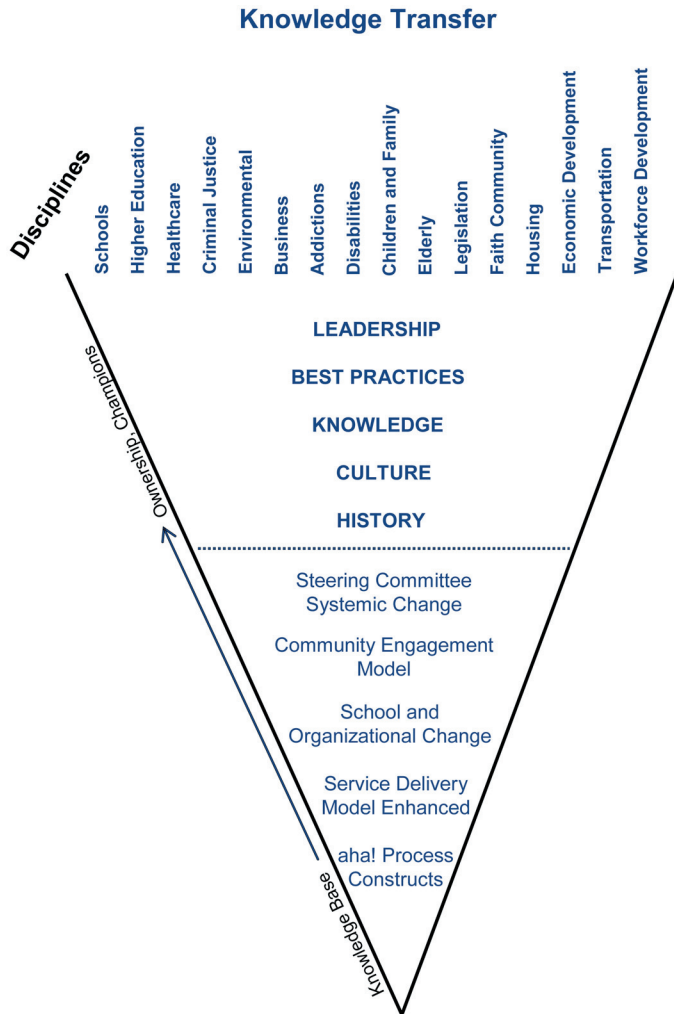 Knowledge Transfer
Disciplines
Schools
Higher Education
Healthcare
Criminal Justice
Environmental
Business
Addictions
Disabilities
Children and Family
Elderly
Legislation
Faith Community
Housing
Economic Development
Transportation
Workforce Development
LEADERSHIP
BEST PRACTICES
KNOWLEDGE
CULTURE
HISTORY
Ownership, Champions
Steering Committee
Systemic Change
Community Engagement
Model
School and
Organizational Change
Service Delivery
Model Enhanced
aha! Process
Constructs
Knowledge Base